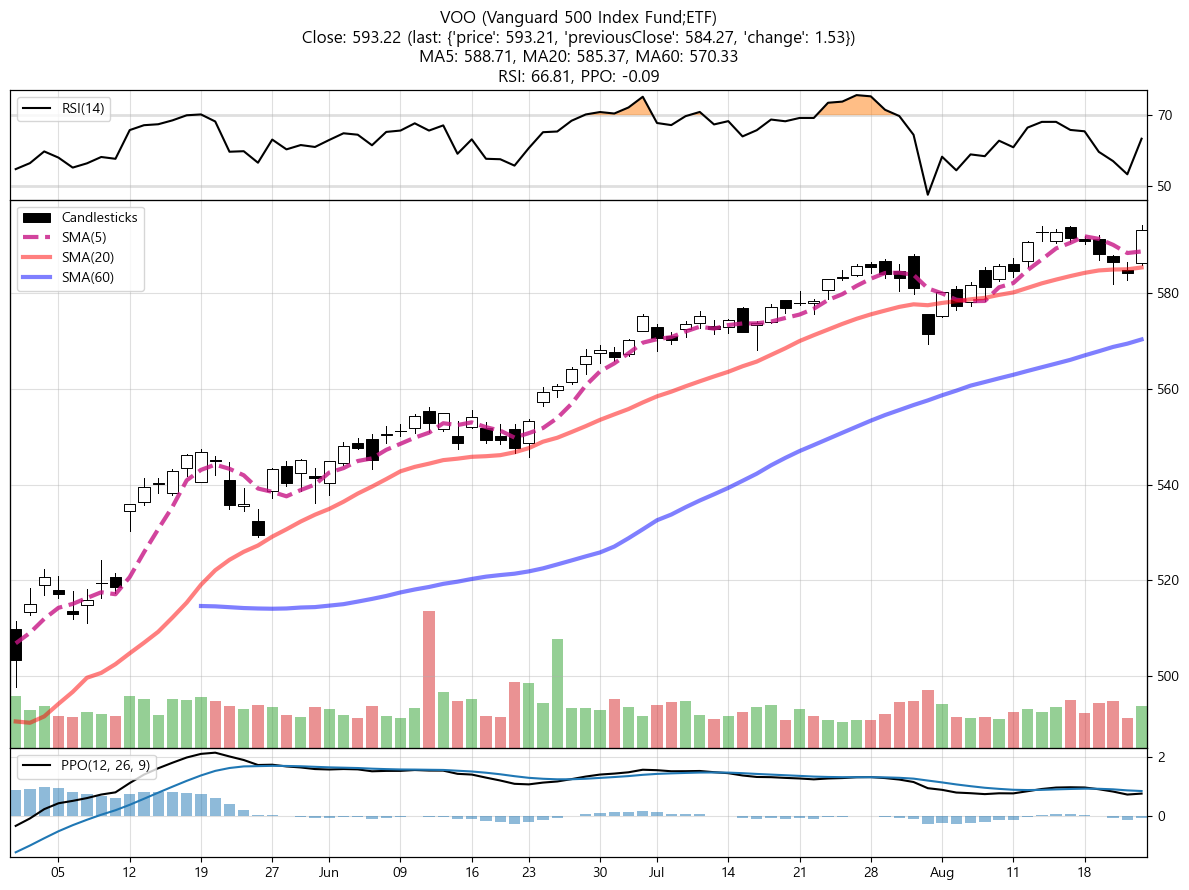 VOO (Vanguard 500 Index Fund;ETF)
Close: 593.22 (last: {'price': 593.21, 'previousClose': 584.27, 'change': 1.53})
MA5: 588.71, MA20: 585.37, MA60: 570.33
RSI: 66.81, PPO: -0.09
RSI(14)
70
50
Candlesticks
SMA(5)
SMA(20)
SMA(60)
580
560
540
520
500
PPO(12, 26, 9)
2
0
05 12 19 27 Jun 09 16 23 30 Jul 14 21 28 Aug 11 18